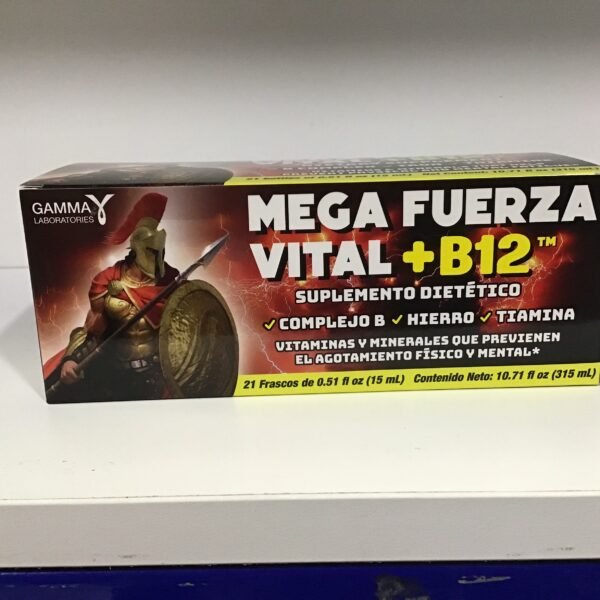 GAMMA
LABORATORIES
MEGA FUERZA
VITAL +B12™
SUPLEMENTO DIETÉTICO
✓COMPLEJO B ✓HIERRO ✓TIAMINA
VITAMINAS Y MINERALES QUE PREVIENEN
EL AGOTAMIENTO FÍSICO Y MENTAL*
21 Frascos de 0.51 fl oz (15 mL) Contenido Neto: 10.71 fl oz (315 mL)